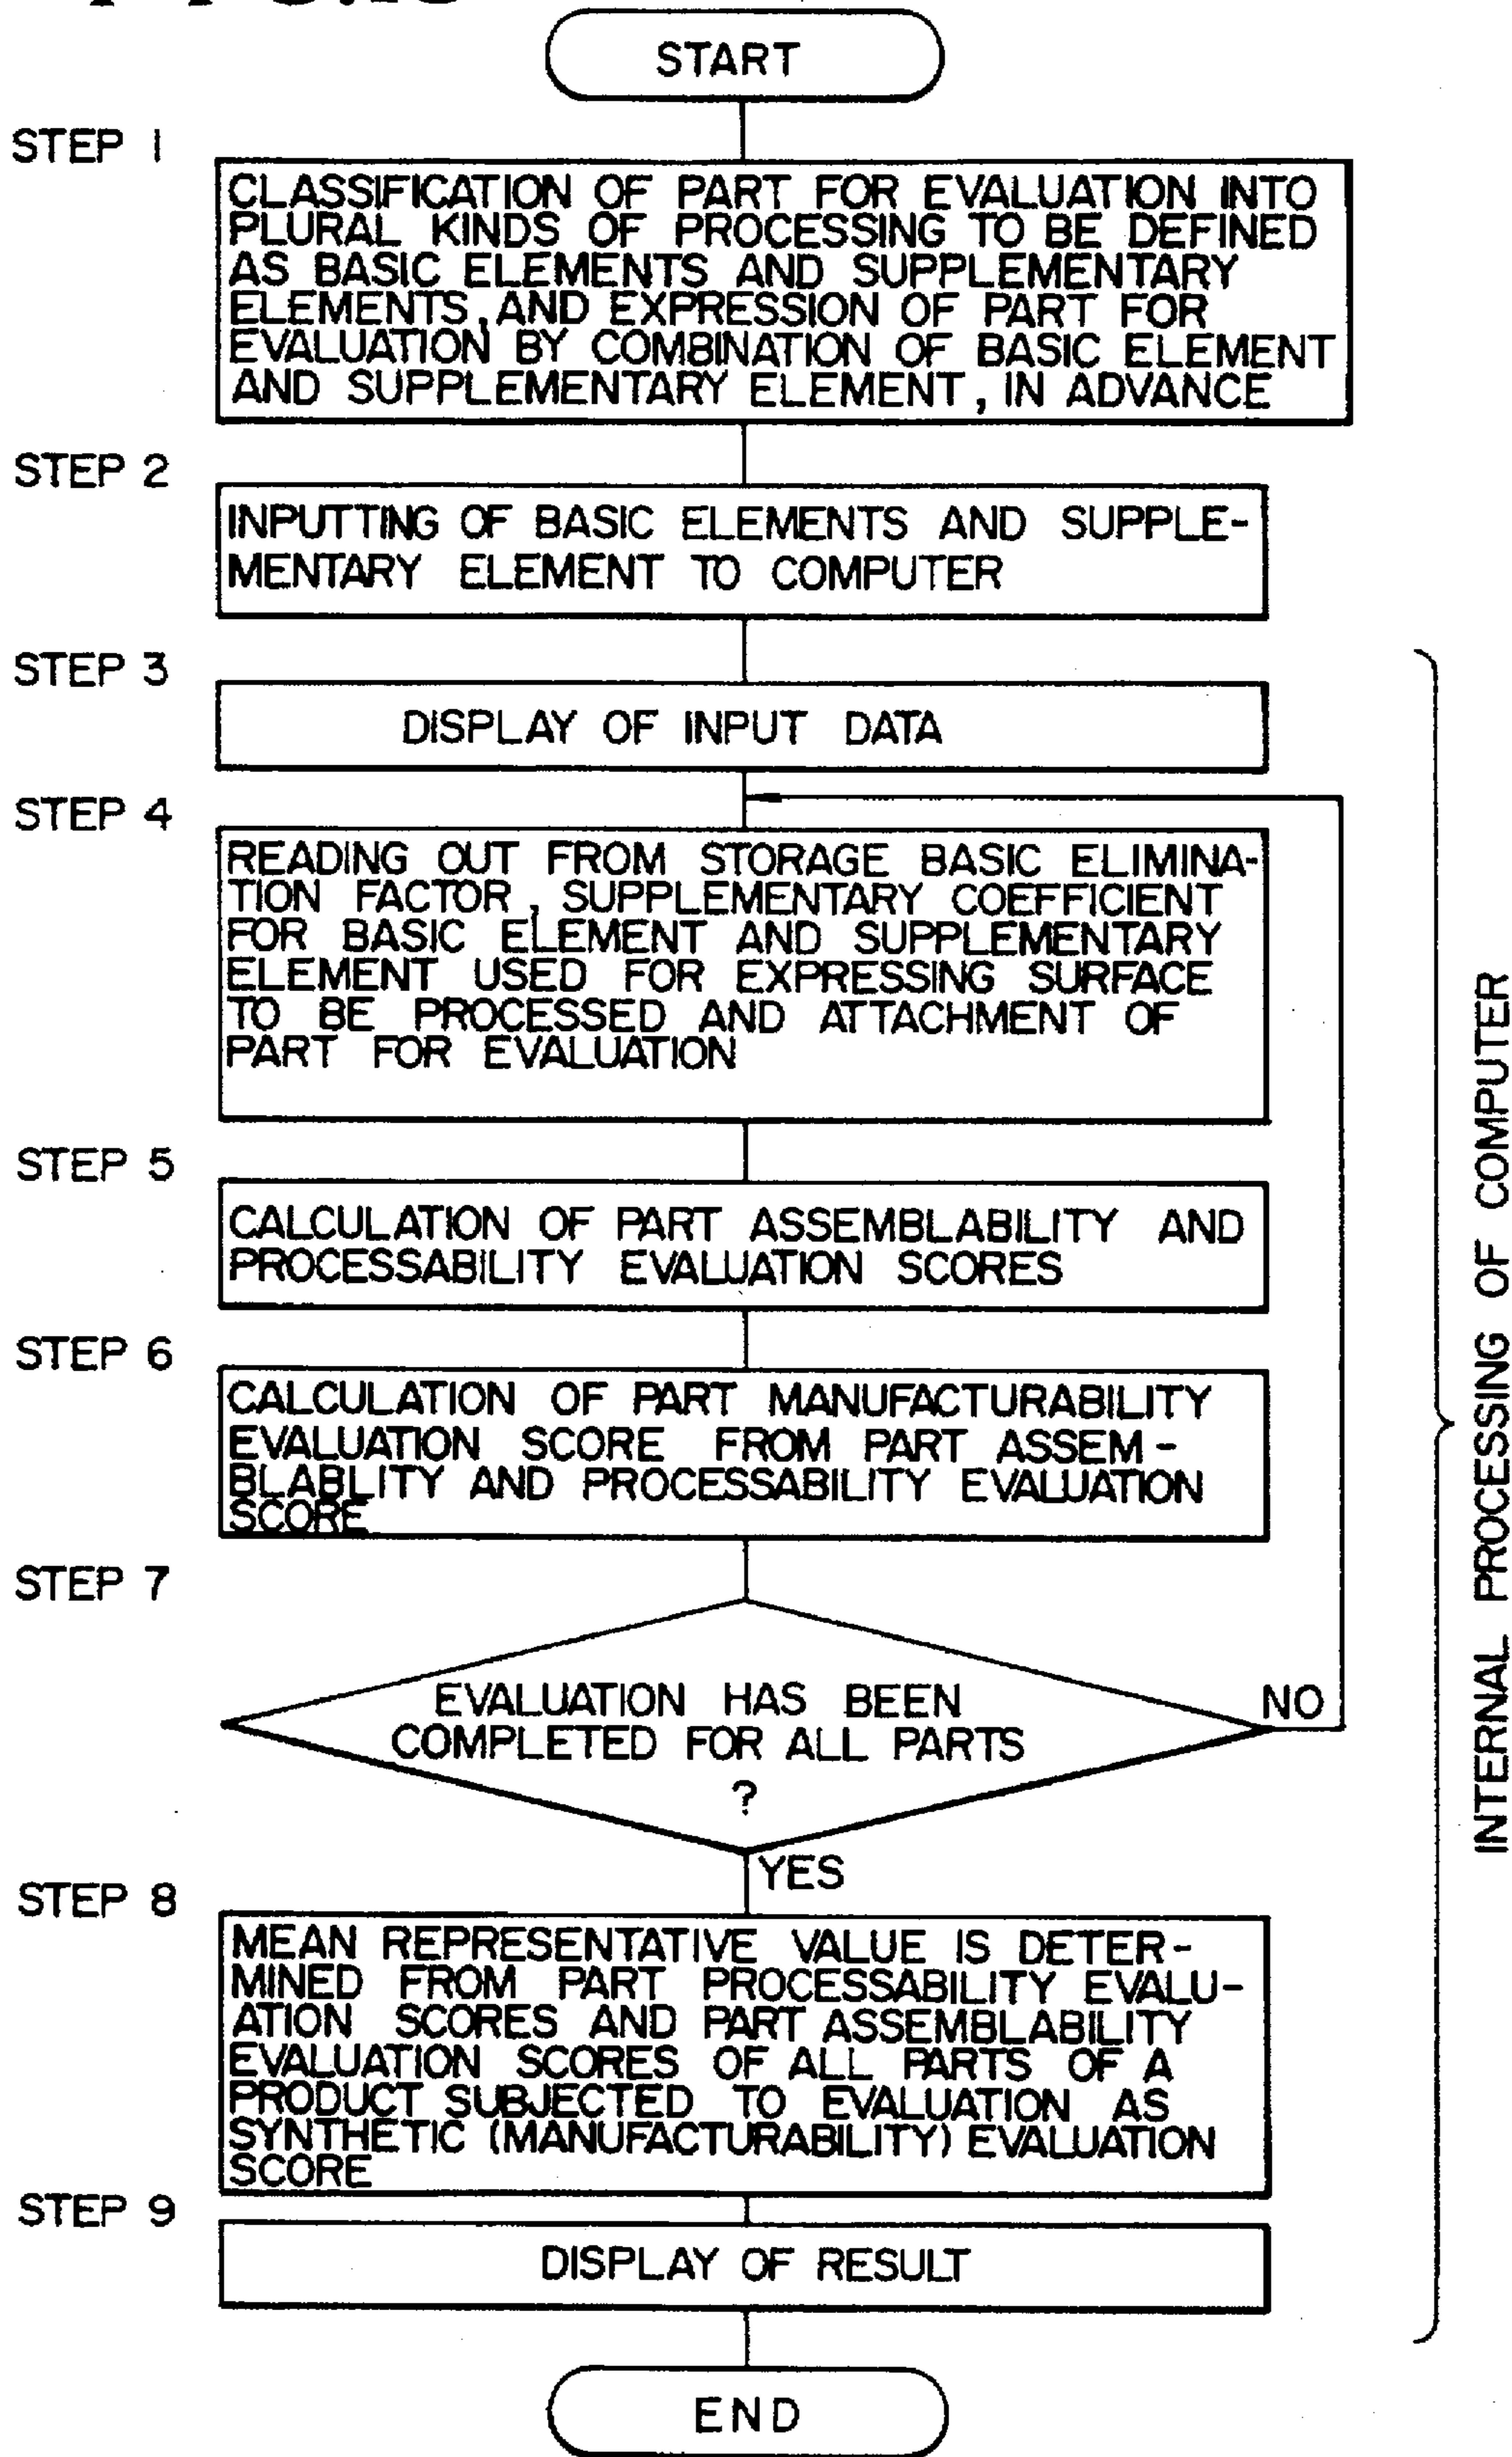 START
STEP 1
CLASSIFICATION OF PART FOR EVALUATION INTO
PLURAL KINDS OF PROCESSING TO BE DEFINED
AS BASIC ELEMENTS AND SUPPLEMENTARY
ELEMENTS, AND EXPRESSION OF PART FOR
EVALUATION BY COMBINATION OF BASIC ELEMENT
AND SUPPLEMENTARY ELEMENT, IN ADVANCE
STEP 2
INPUTTING OF BASIC ELEMENTS AND SUPPLE-
MENTARY ELEMENT TO COMPUTER
STEP 3
DISPLAY OF INPUT DATA
STEP 4
READING OUT FROM STORAGE BASIC ELIMINA-
TION FACTOR, SUPPLEMENTARY COEFFICIENT
FOR BASIC ELEMENT AND SUPPLEMENTARY
ELEMENT USED FOR EXPRESSING SURFACE
TO BE PROCESSED AND ATTACHMENT OF
PART FOR EVALUATION
STEP 5
CALCULATION OF PART ASSEMBLABILITY AND
PROCESSABILITY EVALUATION SCORES
STEP 6
CALCULATION OF PART MANUFACTURABILITY
EVALUATION SCORE FROM PART ASSEM-
BLABLITY AND PROCESSABILITY EVALUATION
SCORE
STEP 7
EVALUATION HAS BEEN
COMPLETED FOR ALL PARTS
?
NO
YES
STEP 8
MEAN REPRESENTATIVE VALUE IS DETER-
MINED FROM PART PROCESSABILITY EVALU-
ATION SCORES AND PART ASSEMBLABILITY
EVALUATION SCORES OF ALL PARTS OF A
PRODUCT SUBJECTED TO EVALUATION AS
SYNTHETIC (MANUFACTURABILITY) EVALUATION
SCORE
STEP 9
DISPLAY OF RESULT
END
INTERNAL PROCESSING OF COMPUTER